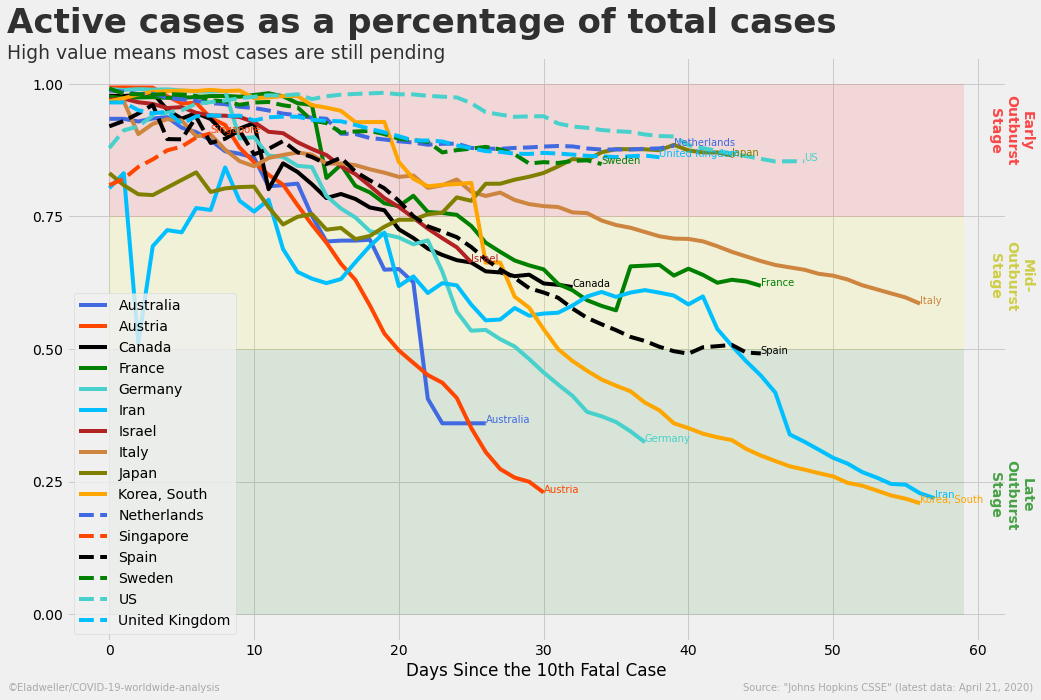 Active cases as a percentage of total cases
High value means most cases are still pending
1.00
0.75
0.50
0.25
0.00
Early
Outburst
Stage
Mid-
Outburst
Stage
Late
Outburst
Stage
Singapore
Netherlands
United Kingdom
Japan
US
Sweden
Israel
Canada
France
Italy
Spain
Australia
Germany
Austria
Iran
Korea, South
Australia
Austria
Canada
France
Germany
Iran
Israel
Italy
Japan
Korea, South
Netherlands
Singapore
Spain
Sweden
US
United Kingdom
0 10 20 30 40 50 60
Days Since the 10th Fatal Case
©Eladweller/COVID-19-worldwide-analysis
Source: "Johns Hopkins CSSE" (latest data: April 21, 2020)